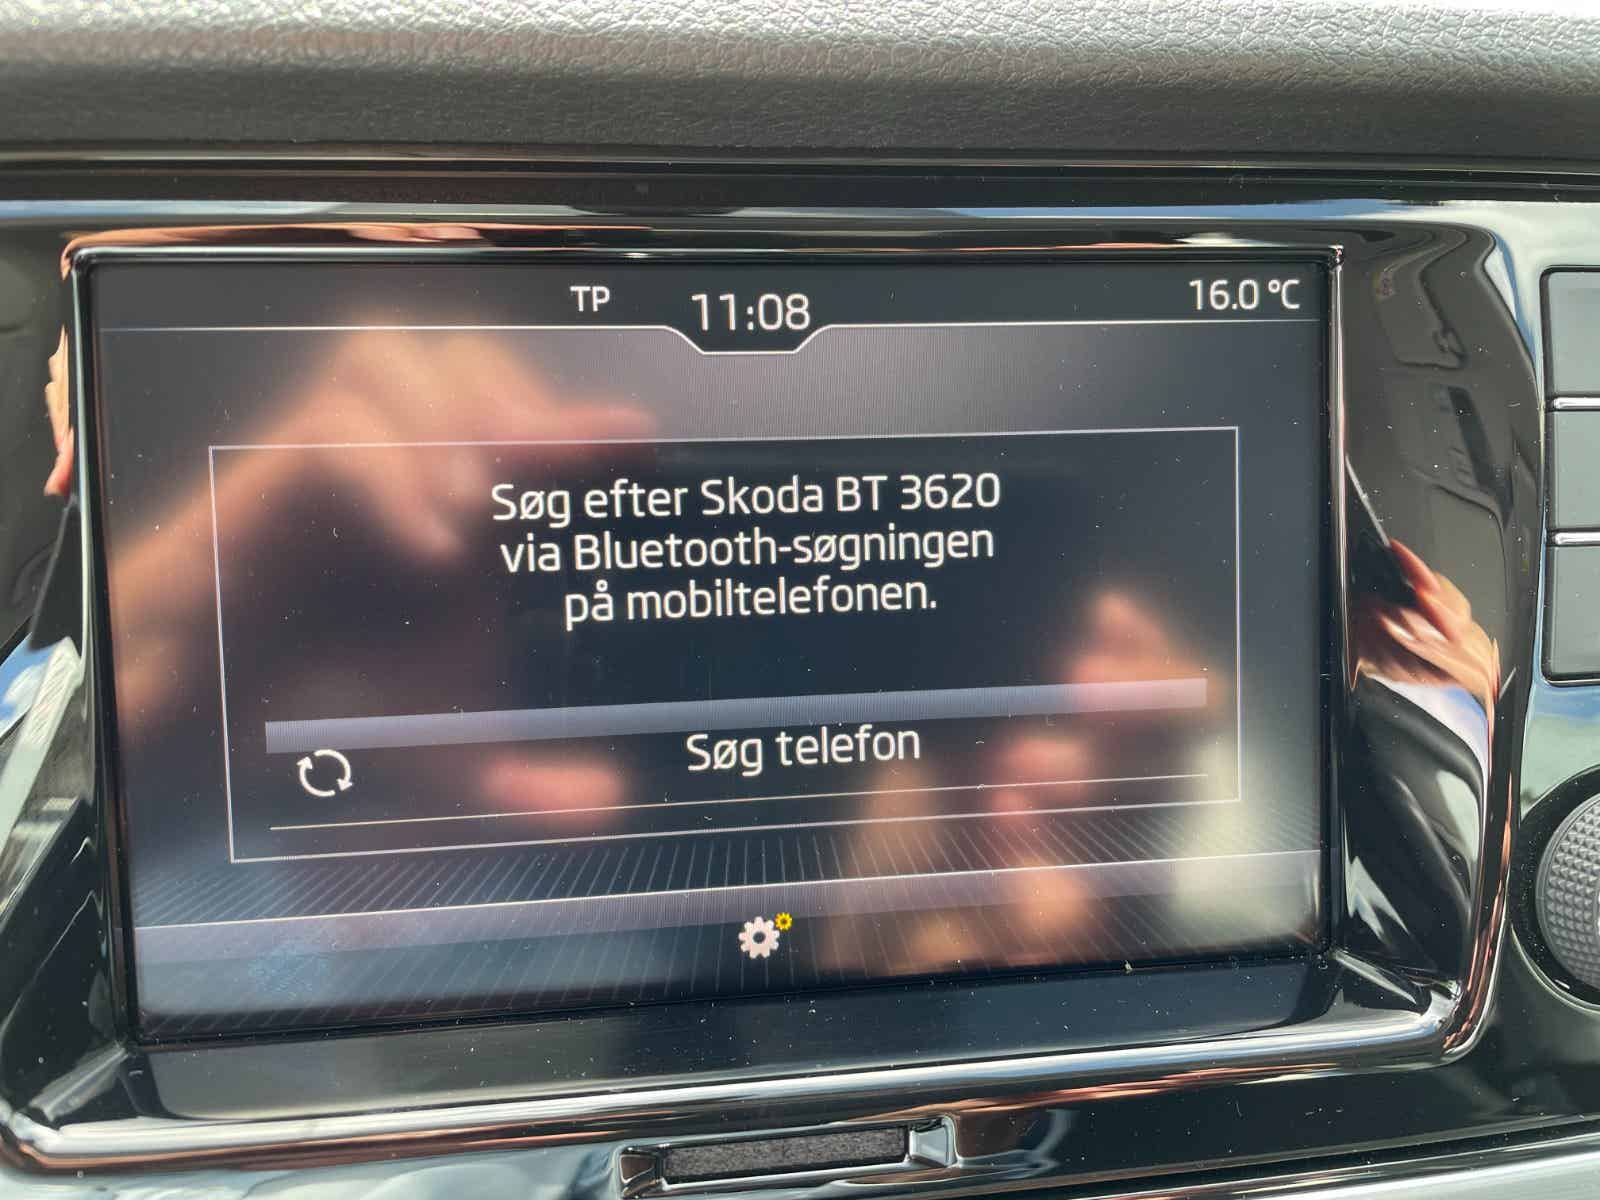 TP 11:08 16.0 °C
Søg efter Skoda BT 3620
via Bluetooth-søgningen
på mobiltelefonen.
Søg telefon